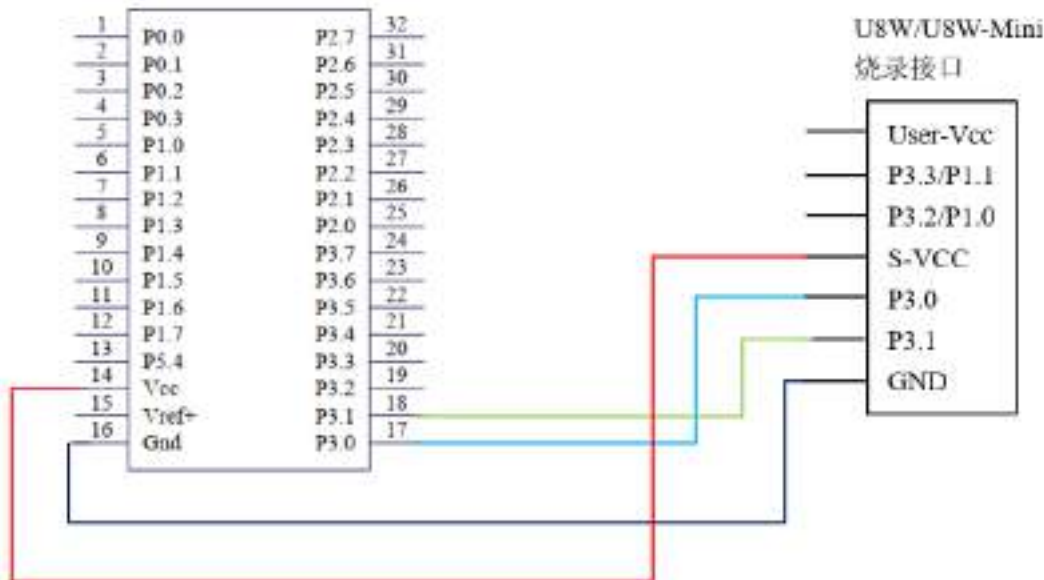 1 P0.0 P2.7 32
2 P0.1 P2.6 31
3 P0.2 P2.5 30
4 P0.3 P2.4 29
5 P1.0 P2.3 28
6 P1.1 P2.2 27
7 P1.2 P2.1 26
8 P1.3 P2.0 25
9 P1.4 P3.7 24
10 P1.5 P3.6 23
11 P1.6 P3.5 22
12 P1.7 P3.4 21
13 P5.4 P3.3 20
14 Vcc P3.2 19
15 Vref+ P3.1 18
16 Gnd P3.0 17
U8W/U8W-Mini
烧录接口
User-Vcc
P3.3/P1.1
P3.2/P1.0
S-VCC
P3.0
P3.1
GND